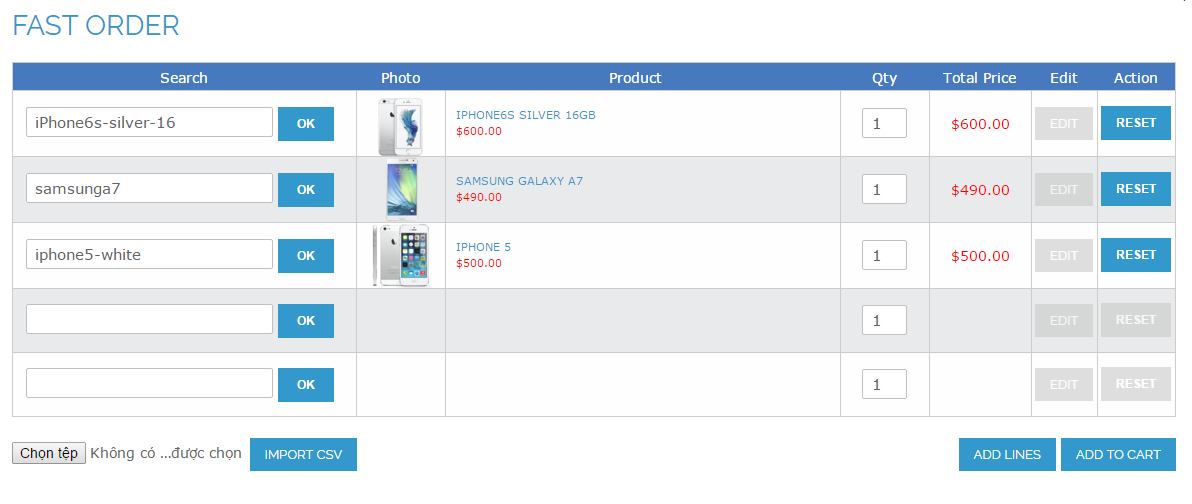 FAST ORDER
Search Photo Product Qty Total Price Edit Action
iPhone6s-silver-16 OK IPHONE6S SILVER 16GB 1 $600.00 EDIT RESET
$600.00
samsunga7 OK SAMSUNG GALAXY A7 1 $490.00 EDIT RESET
$490.00
iphone5-white OK IPHONE 5 1 $500.00 EDIT RESET
$500.00
OK 1 EDIT RESET
OK 1 EDIT RESET
Chọn tệp Không có ...được chọn IMPORT CSV ADD LINES ADD TO CART